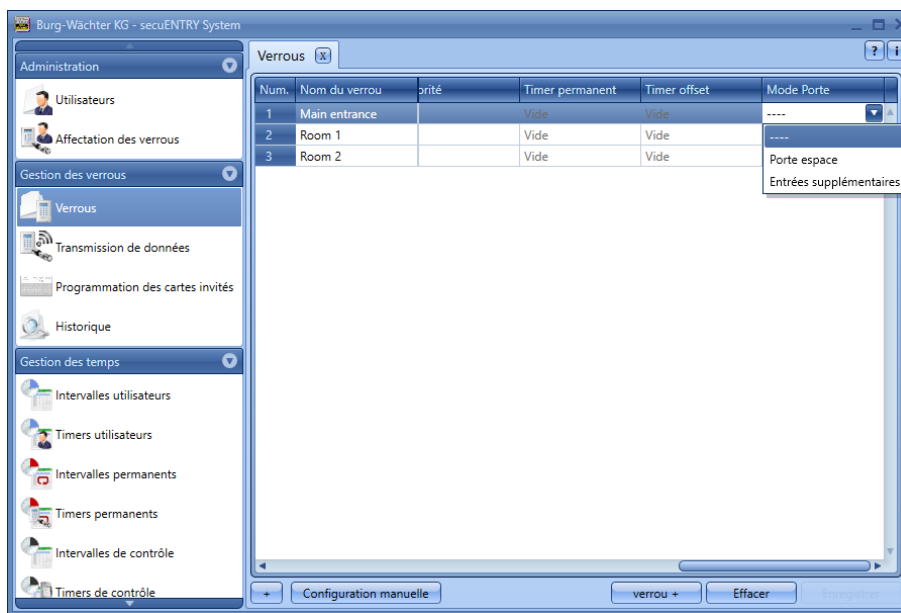 Burg-Wächter KG - secuENTRY System
Administration
Utilisateurs
Affectation des verrous
Gestion des verrous
Verrous
Transmission de données
Programmation des cartes invités
Historique
Gestion des temps
Intervalles utilisateurs
Timers utilisateurs
Intervalles permanents
Timers permanents
Intervalles de contrôle
Timers de contrôle
Verrous X
? i
Num. Nom du verrou orité Timer permanent Timer offset Mode Porte
1 Main entrance Vide Vide ----
2 Room 1 Vide Vide
3 Room 2 Vide Vide
----
Porte espace
Entrées supplémentaires
+ Configuration manuelle verrou + Effacer Enregistrer